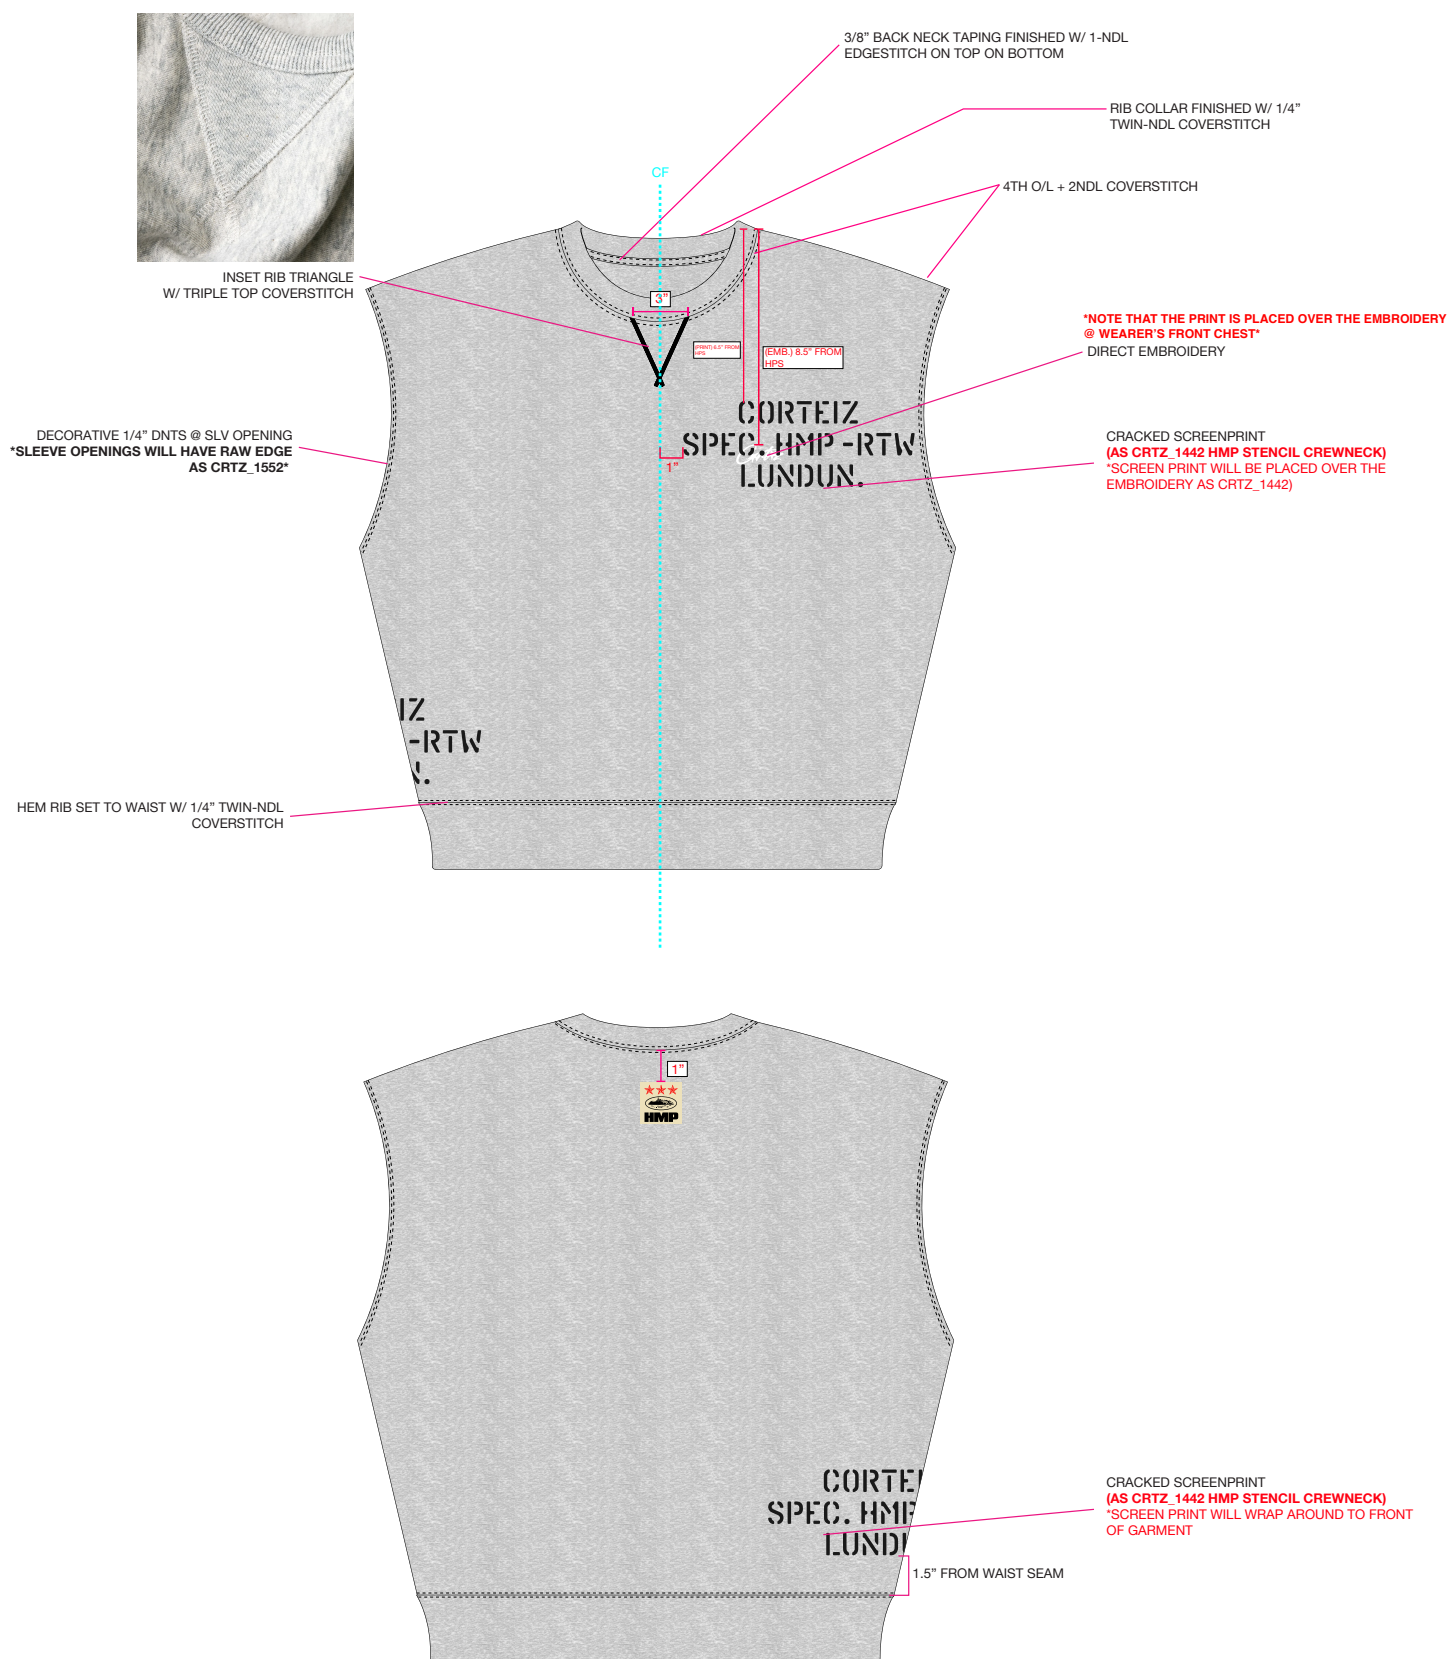 3/8” BACK NECK TAPING FINISHED W/ 1-NDL
EDGESTITCH ON TOP ON BOTTOM
RIB COLLAR FINISHED W/ 1/4”
TWIN-NDL COVERSTITCH
CF
4TH O/L + 2NDL COVERSTITCH
INSET RIB TRIANGLE
W/ TRIPLE TOP COVERSTITCH
3”
*NOTE THAT THE PRINT IS PLACED OVER THE EMBROIDERY
@ WEARER’S FRONT CHEST*
DIRECT EMBROIDERY
(PRINT) 8.5” FROM
HPS
(EMB.) 8.5” FROM
HPS
CORTEIZ
SPEC. HMP -RTW
LUNDUN.
1”
DECORATIVE 1/4” DNTS @ SLV OPENING
*SLEEVE OPENINGS WILL HAVE RAW EDGE
AS CRTZ_1552*
CRACKED SCREENPRINT
(AS CRTZ_1442 HMP STENCIL CREWNECK)
*SCREEN PRINT WILL BE PLACED OVER THE
EMBROIDERY AS CRTZ_1442)
IZ
-RTW
N.
HEM RIB SET TO WAIST W/ 1/4” TWIN-NDL
COVERSTITCH
1”
HMP
CORTEI
SPEC. HMP
LUNDU
CRACKED SCREENPRINT
(AS CRTZ_1442 HMP STENCIL CREWNECK)
*SCREEN PRINT WILL WRAP AROUND TO FRONT
OF GARMENT
1.5” FROM WAIST SEAM